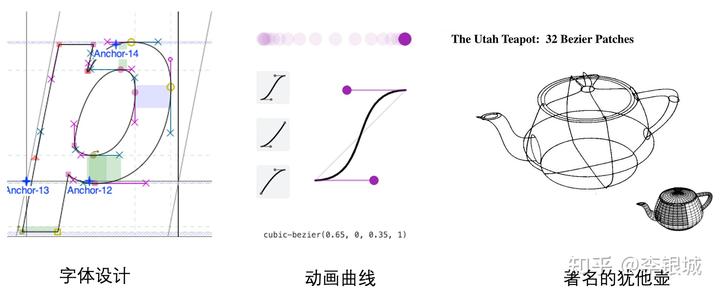 Anchor-14
Anchor-13
Anchor-12
字体设计
cubic-bezier(0.65, 0, 0.35, 1)
动画曲线
The Utah Teapot: 32 Bezier Patches
著名的犹他壶
知乎 @李银城